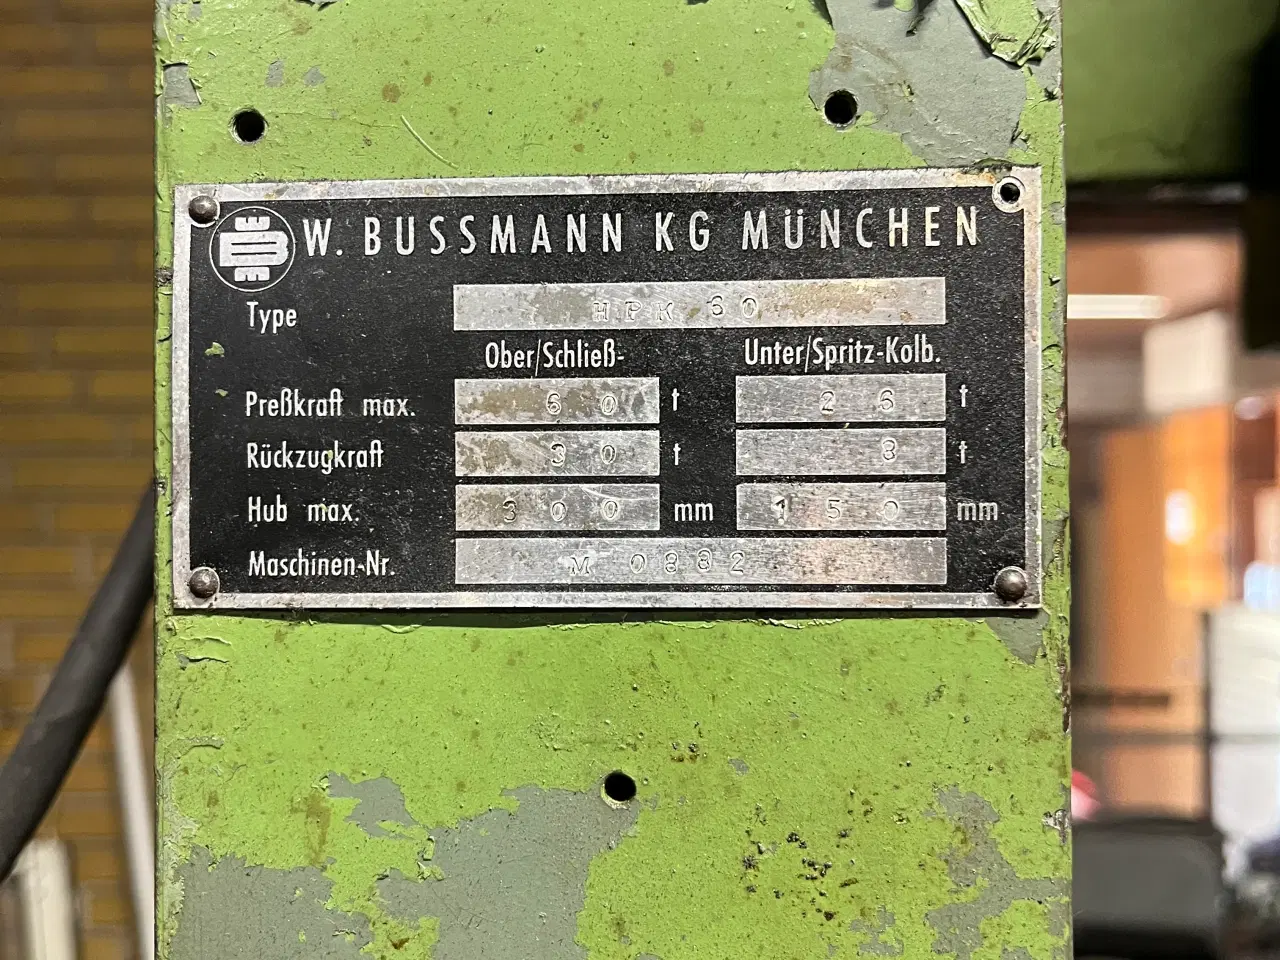 W. BUSSMANN KG MÜNCHEN
Type HPK 60
Ober/Schließ- Unter/Spritz-Kolb.
Preßkraft max. 60 t 26 t
Rückzugkraft 30 t 8 t
Hub max. 300 mm 150 mm
Maschinen-Nr. M 0882